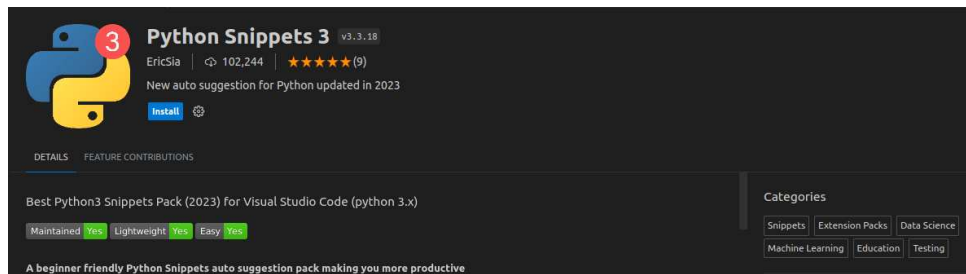 3
Python Snippets 3 v3.3.18
EricSia 102,244 ★★★★★(9)
New auto suggestion for Python updated in 2023
Install
DETAILS FEATURE CONTRIBUTIONS
Best Python3 Snippets Pack (2023) for Visual Studio Code (python 3.x)
Maintained Yes Lightweight Yes Easy Yes
A beginner friendly Python Snippets auto suggestion pack making you more productive
Categories
Snippets Extension Packs Data Science
Machine Learning Education Testing